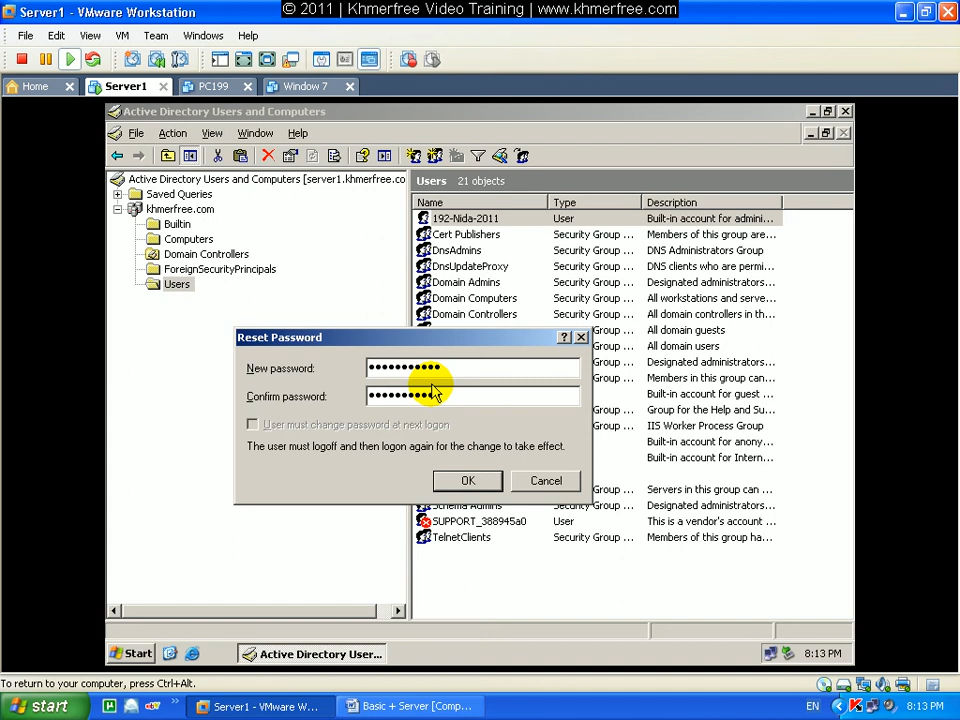 Server1 - VMware Workstation
© 2011 | Khmerfree Video Training | www.khmerfree.com
File Edit View VM Team Windows Help
Home Server1 PC199 Window 7
Active Directory Users and Computers
File Action View Window Help
Active Directory Users and Computers [server1.khmerfree.co
Saved Queries
khmerfree.com
Builtin
Computers
Domain Controllers
ForeignSecurityPrincipals
Users
Users 21 objects
Name Type Description
192-Nida-2011 User Built-in account for admini...
Cert Publishers Security Group ... Members of this group are...
DnsAdmins Security Group ... DNS Administrators Group
DnsUpdateProxy Security Group ... DNS clients who are permi...
Domain Admins Security Group ... Designated administrators...
Domain Computers Security Group ... All workstations and serve...
Domain Controllers Security Group ... All domain controllers in th...
All domain guests
All domain users
Designated administrators...
Members in this group can...
Built-in account for guest ...
Group for the Help and Su...
IIS Worker Process Group
Built-in account for anony...
Built-in account for Intern...
Security Group ... Servers in this group can ...
Schema Admins Security Group ... Designated administrators...
SUPPORT_388945a0 User This is a vendor's account ...
TelnetClients Security Group ... Members of this group ha...
Reset Password
New password:
Confirm password:
User must change password at next logon
The user must logoff and then logon again for the change to take effect.
OK Cancel
Start Active Directory User... 8:13 PM
To return to your computer, press Ctrl+Alt.
start Server1 - VMware W... Basic + Server [Comp... EN 8:13 PM